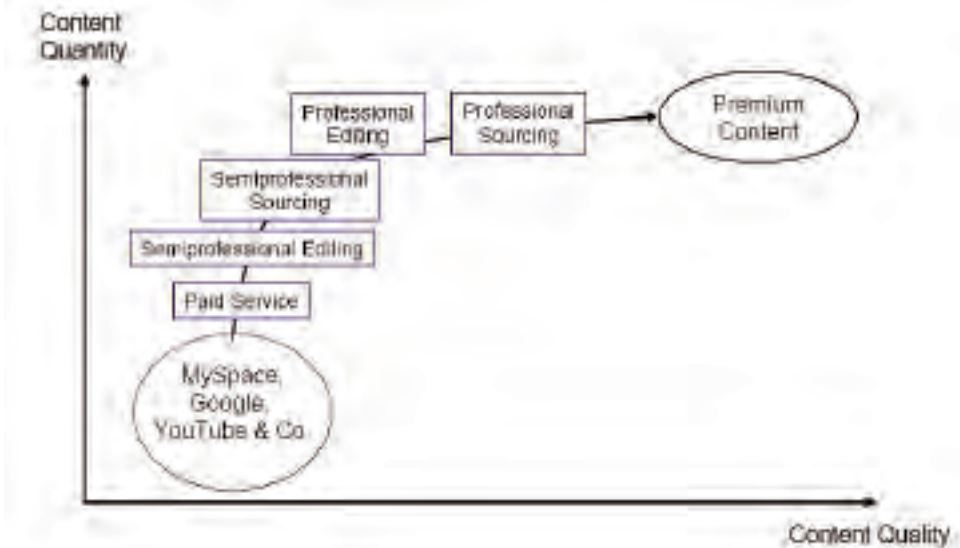 Content
Quantity
Professional
Editing
Professional
Sourcing
Premium
Content
Semiprofessional
Sourcing
Semiprofessional Editing
Paid Service
MySpace,
Google,
YouTube & Co
Content Quality